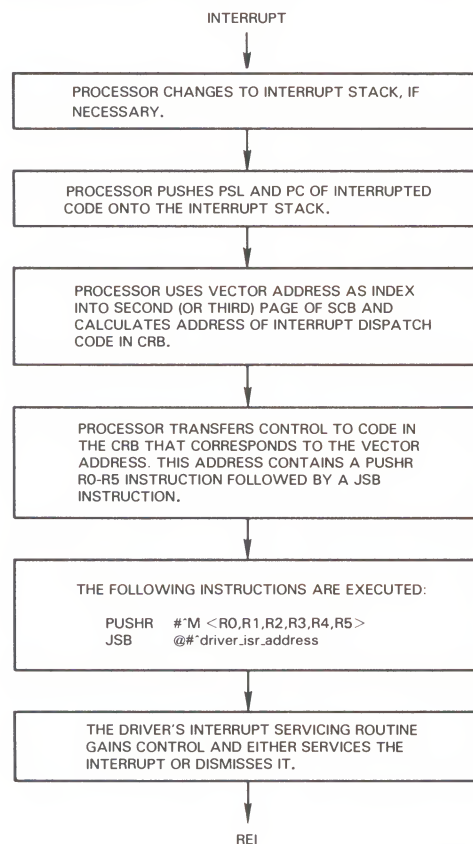 INTERRUPT
PROCESSOR CHANGES TO INTERRUPT STACK, IF
NECESSARY.
PROCESSOR PUSHES PSL AND PC OF INTERRUPTED
CODE ONTO THE INTERRUPT STACK.
PROCESSOR USES VECTOR ADDRESS AS INDEX
INTO SECOND (OR THIRD) PAGE OF SCB AND
CALCULATES ADDRESS OF INTERRUPT DISPATCH
CODE IN CRB.
PROCESSOR TRANSFERS CONTROL TO CODE IN
THE CRB THAT CORRESPONDS TO THE VECTOR
ADDRESS. THIS ADDRESS CONTAINS A PUSHR
R0-R5 INSTRUCTION FOLLOWED BY A JSB
INSTRUCTION.
THE FOLLOWING INSTRUCTIONS ARE EXECUTED:
PUSHR #^M <R0,R1,R2,R3,R4,R5>
JSB @#^driver_isr_address
THE DRIVER'S INTERRUPT SERVICING ROUTINE
GAINS CONTROL AND EITHER SERVICES THE
INTERRUPT OR DISMISSES IT.
REI